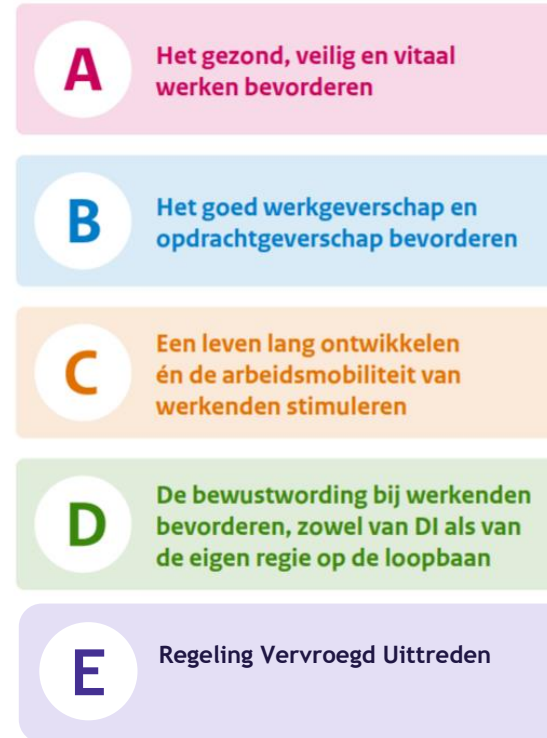 A
Het gezond, veilig en vitaal
werken bevorderen
B
Het goed werkgeverschap en
opdrachtgeverschap bevorderen
C
Een leven lang ontwikkelen
én de arbeidsmobiliteit van
werkenden stimuleren
D
De bewustwording bij werkenden
bevorderen, zowel van DI als van
de eigen regie op de loopbaan
E
Regeling Vervroegd Uittreden